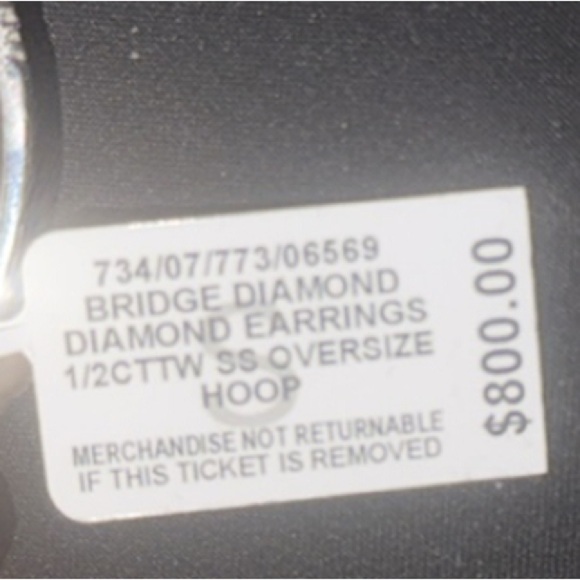 734/07/773/06569
BRIDGE DIAMOND
DIAMOND EARRINGS
1/2CTTW SS OVERSIZE
HOOP
MERCHANDISE NOT RETURNABLE
IF THIS TICKET IS REMOVED
$800.00